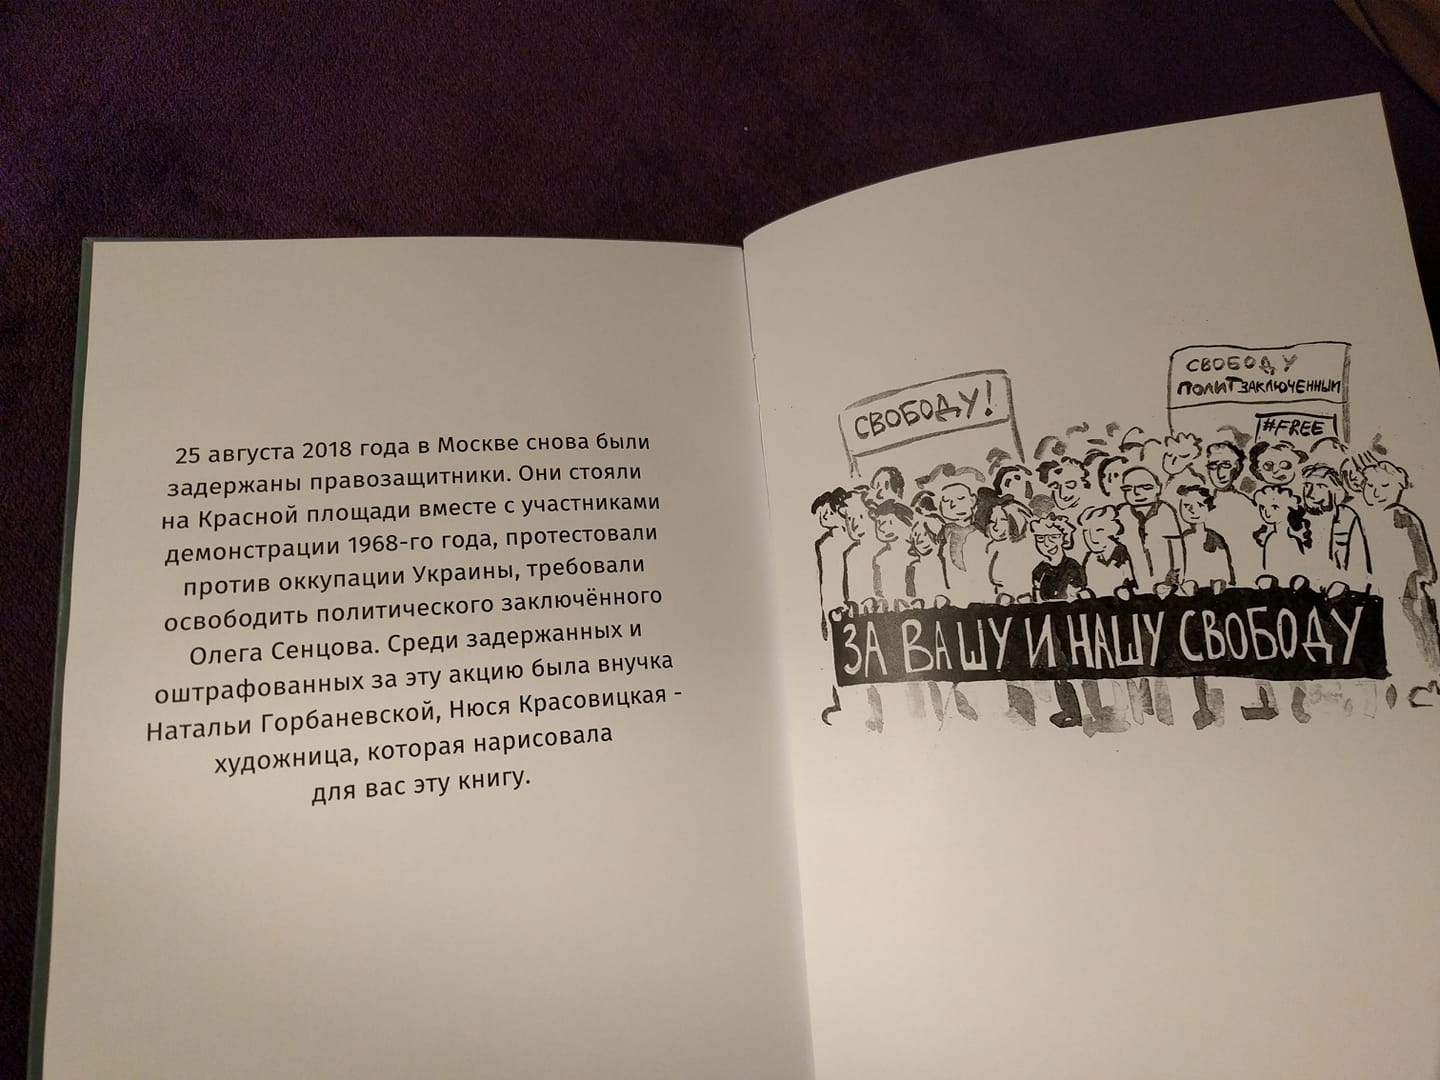 25 августа 2018 года в Москве снова были
задержаны правозащитники. Они стояли
на Красной площади вместе с участниками
демонстрации 1968-го года, протестовали
против оккупации Украины, требовали
освободить политического заключённого
Олега Сенцова. Среди задержанных и
оштрафованных за эту акцию была внучка
Натальи Горбаневской, Нюся Красовицкая -
художница, которая нарисовала
для вас эту книгу.
СВОБОДУ!
СВОБОДУ
ПОЛИТЗАКЛЮЧЕННЫМ
#FREE
ЗА ВАШУ И НАШУ СВОБОДУ